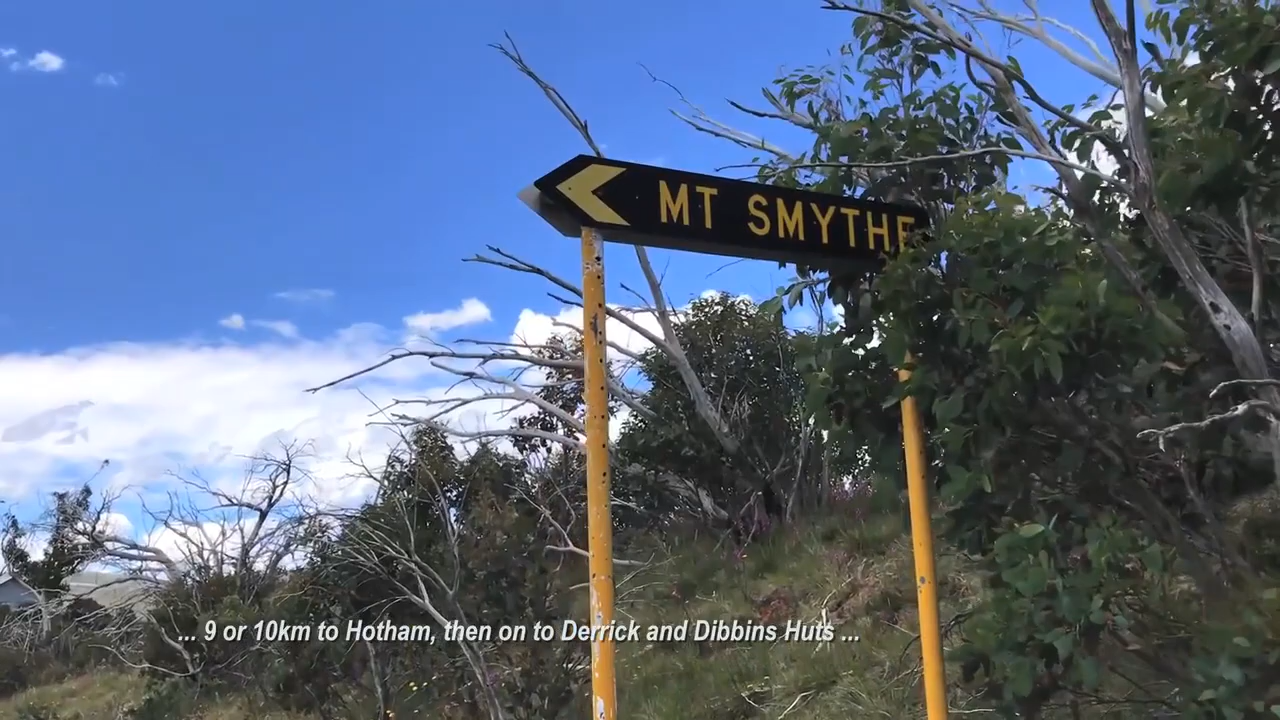 MT SMYTHE
... 9 or 10km to Hotham, then on to Derrick and Dibbins Huts ...